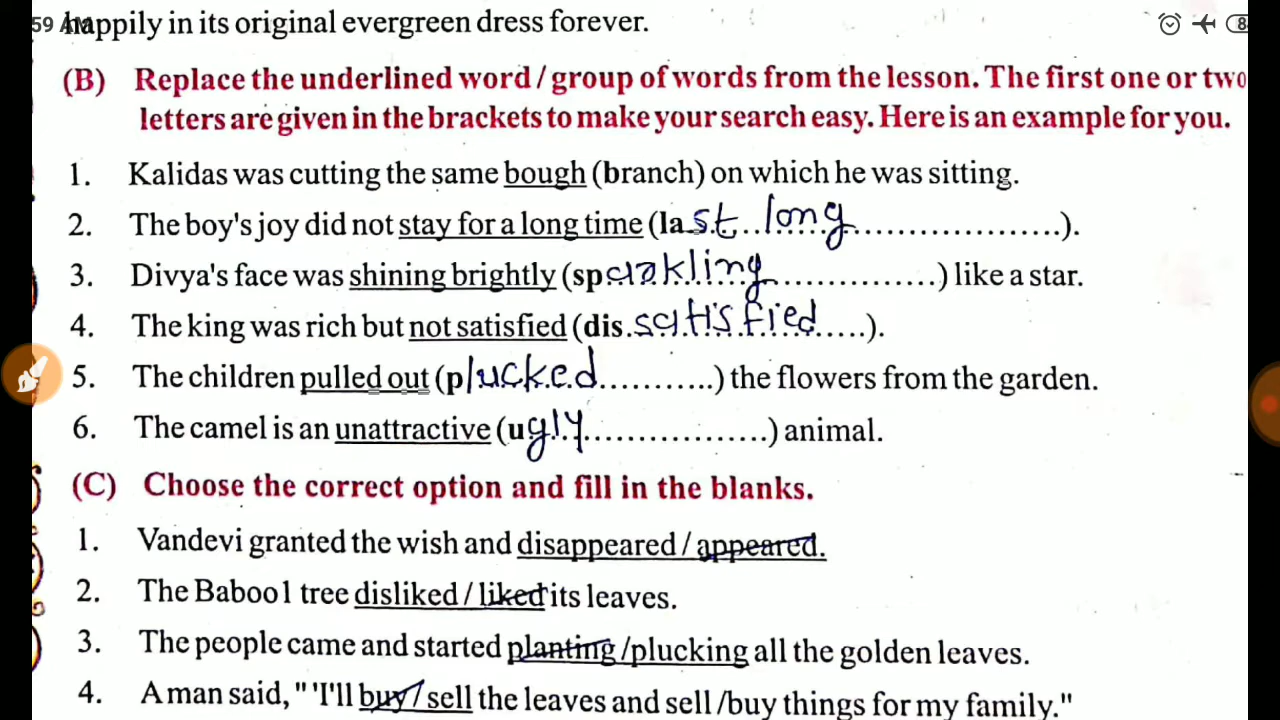 59 AM happily in its original evergreen dress forever. 8
(B) Replace the underlined word / group of words from the lesson. The first one or two
letters are given in the brackets to make your search easy. Here is an example for you.
1. Kalidas was cutting the same bough (branch) on which he was sitting.
2. The boy's joy did not stay for a long time (last long....................).
3. Divya's face was shining brightly (sparkling...............) like a star.
4. The king was rich but not satisfied (dissatisfied.....).
5. The children pulled out (plucked...........) the flowers from the garden.
6. The camel is an unattractive (ugly..................) animal.
(C) Choose the correct option and fill in the blanks.
1. Vandevi granted the wish and disappeared / appeared.
2. The Babool tree disliked / liked its leaves.
3. The people came and started planting /plucking all the golden leaves.
4. A man said, "'I'll buy / sell the leaves and sell /buy things for my family."